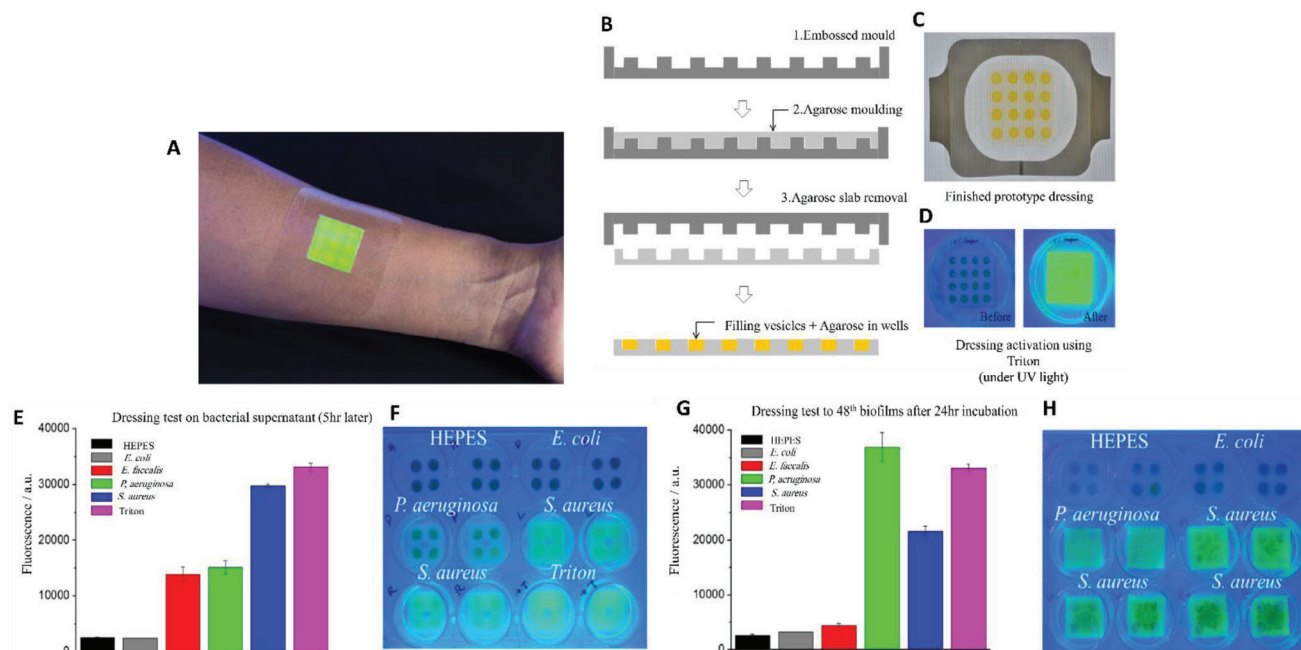 A
B
1.Embossed mould
2.Agarose moulding
3.Agarose slab removal
Filling vesicles + Agarose in wells
C
Finished prototype dressing
D
Before
After
Dressing activation using
Triton
(under UV light)
E
Dressing test on bacterial supernatant (5hr later)
Fluorescence / a.u.
40000
30000
20000
10000
0
HEPES
E. coli
E. faecalis
P. aeruginosa
S. aureus
Triton
F
HEPES
E. coli
P. aeruginosa
S. aureus
S. aureus
Triton
G
Dressing test to 48th biofilms after 24hr incubation
Fluorescence / a.u.
40000
30000
20000
10000
0
HEPES
E. coli
E. faecalis
P. aeruginosa
S. aureus
Triton
H
HEPES
E. coli
P. aeruginosa
S. aureus
S. aureus
S. aureus